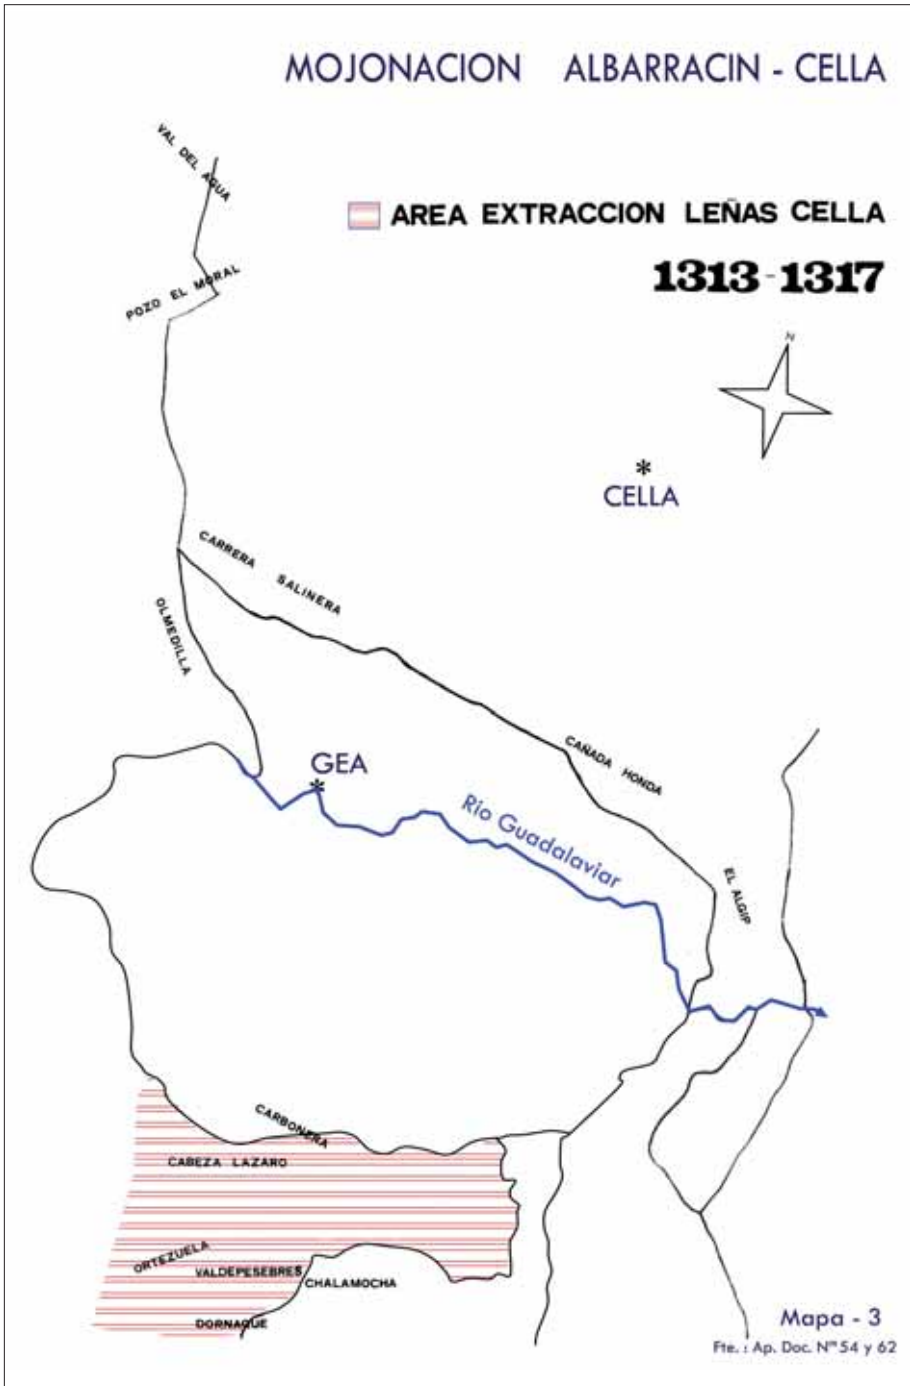 MOJONACION ALBARRACIN - CELLA
VAL DEL AGUA
AREA EXTRACCION LEÑAS CELLA
1313 - 1317
POZO EL MORAL
N
CELLA
CARRERA SALINERA
OLMEDILLA
GEA
CAÑADA HONDA
Río Guadalaviar
EL ALGIP
CARBONERA
CABEZA LAZARO
ORTEZUELA
VALDEPESEBRES
CHALAMOCHA
DORNAQUE
Mapa - 3
Fte. : Ap. Doc. Nos 54 y 62